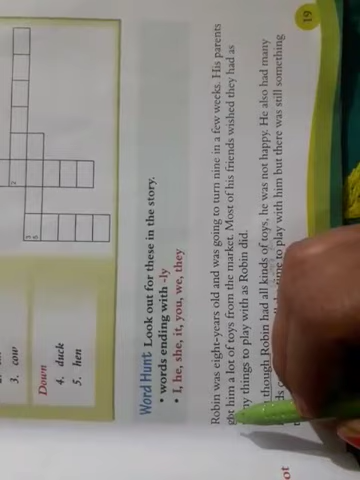 3. cow
Down
4. duck
5. hen
2
3
5
Word Hunt Look out for these in the story.
• words ending with -ly
• I, he, she, it, you, we, they
Robin was eight-years old and was going to turn nine in a few weeks. His parents
him a lot of toys from the market. Most of his friends wished they had as
things to play with as Robin did.
though Robin had all kinds of toys, he was not happy. He also had many
to play with him but there was still something
19